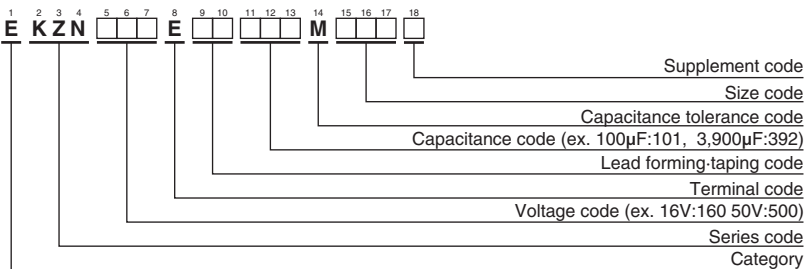 1 2 3 4 5 6 7 8 9 10 11 12 13 14 15 16 17 18
E KZN □□□ E □□ □□□ M □□□ □
Supplement code
Size code
Capacitance tolerance code
Capacitance code (ex. 100µF:101, 3,900µF:392)
Lead forming·taping code
Terminal code
Voltage code (ex. 16V:160 50V:500)
Series code
Category